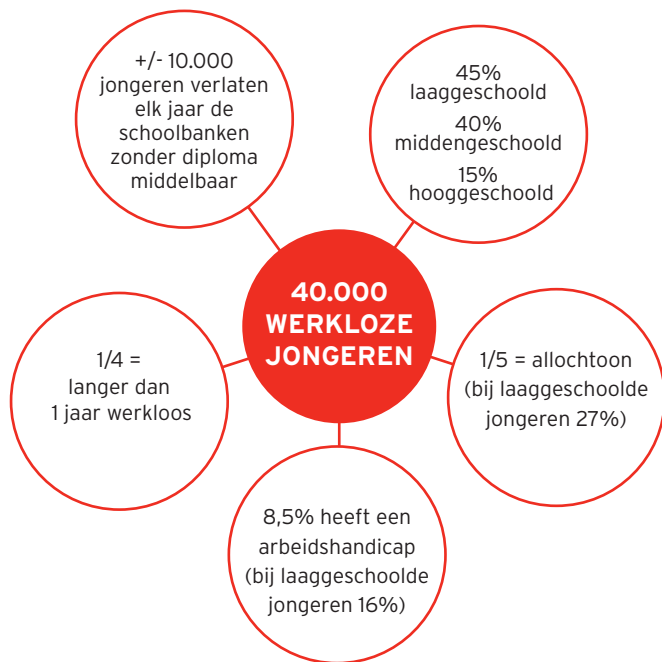 +/- 10.000
jongeren verlaten
elk jaar de
schoolbanken
zonder diploma
middelbaar
45%
laaggeschoold
40%
middengeschoold
15%
hooggeschoold
40.000
WERKLOZE
JONGEREN
1/4 =
langer dan
1 jaar werkloos
1/5 = allochtoon
(bij laaggeschoolde
jongeren 27%)
8,5% heeft een
arbeidshandicap
(bij laaggeschoolde
jongeren 16%)